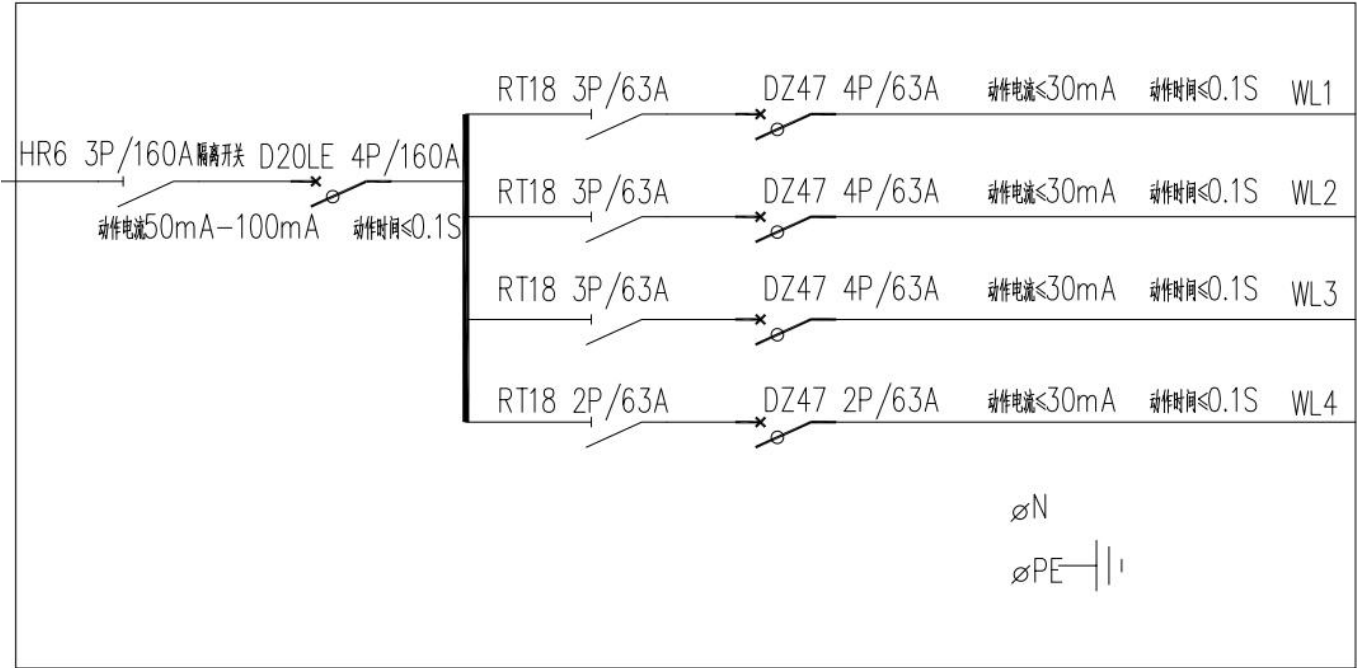 RT18 3P/63A DZ47 4P/63A 动作电流≤30mA 动作时间≤0.1S WL1
HR6 3P/160A隔离开关 D20LE 4P/160A
RT18 3P/63A DZ47 4P/63A 动作电流≤30mA 动作时间≤0.1S WL2
动作电流50mA-100mA 动作时间≤0.1S
RT18 3P/63A DZ47 4P/63A 动作电流≤30mA 动作时间≤0.1S WL3
RT18 2P/63A DZ47 2P/63A 动作电流≤30mA 动作时间≤0.1S WL4
N
PE